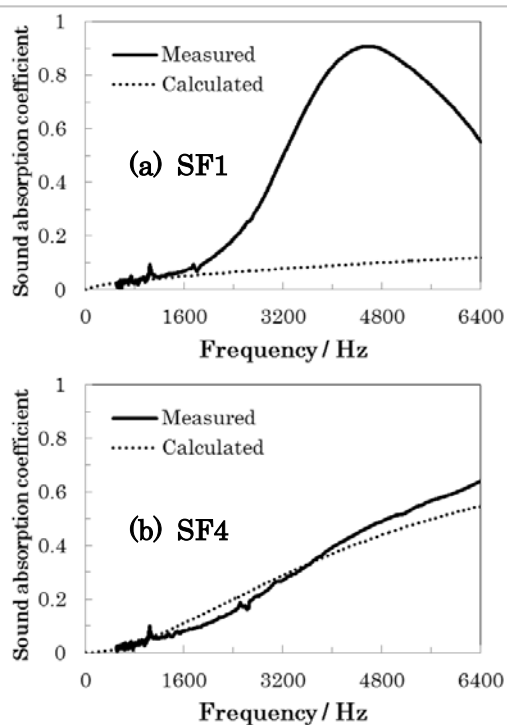 1
0.8
0.6
0.4
0.2
0
Sound absorption coefficient
Measured
Calculated
(a) SF1
0 1600 3200 4800 6400
Frequency / Hz
1
0.8
0.6
0.4
0.2
0
Sound absorption coefficient
Measured
Calculated
(b) SF4
0 1600 3200 4800 6400
Frequency / Hz